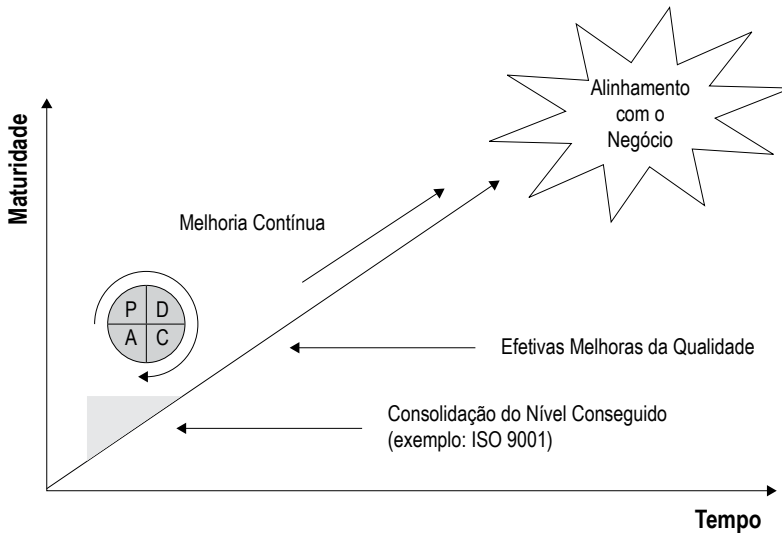 Alinhamento
com o
Negócio
Maturidade
Melhoria Contínua
P D
A C
Efetivas Melhoras da Qualidade
Consolidação do Nível Conseguido
(exemplo: ISO 9001)
Tempo